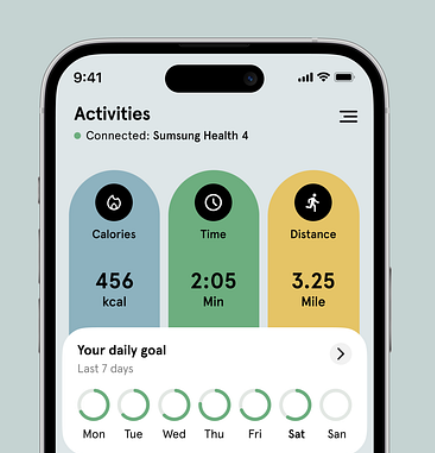 9:41
Activities
Connected: Sumsung Health 4
Calories Time Distance
456 2:05 3.25
kcal Min Mile
Your daily goal
Last 7 days
Mon Tue Wed Thu Fri Sat San